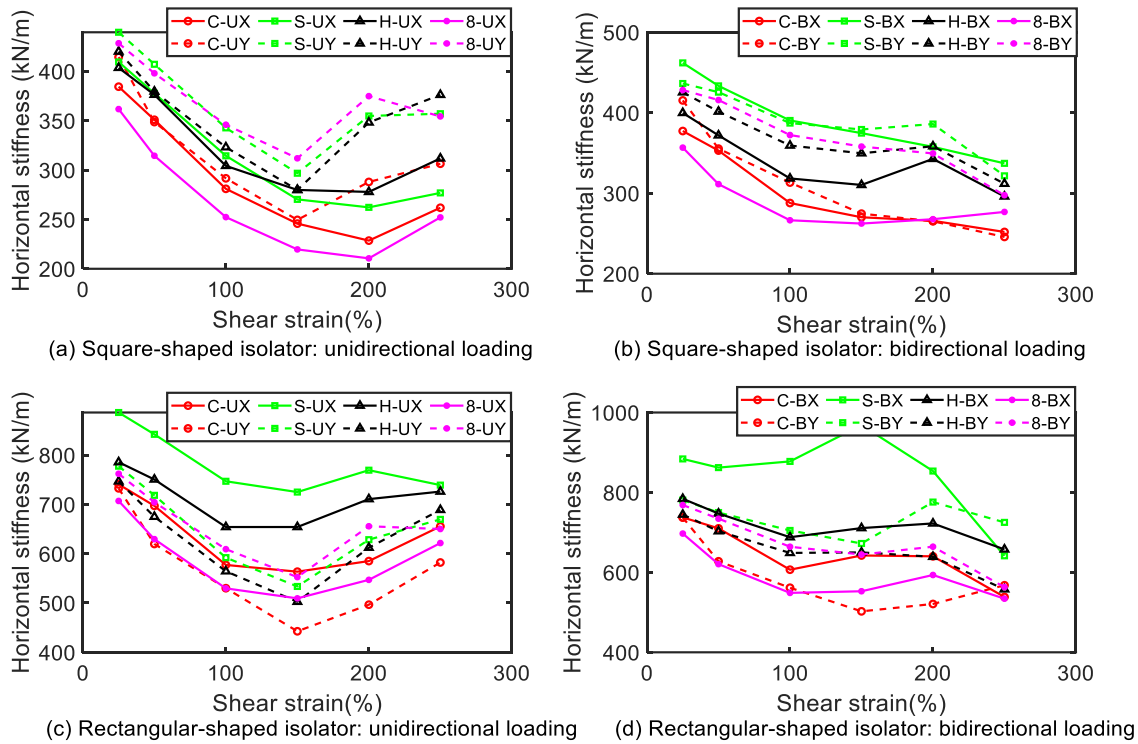 C-UX S-UX H-UX 8-UX
C-UY S-UY H-UY 8-UY
Horizontal stiffness (kN/m)
400
350
300
250
200
0 100 200 300
Shear strain(%)
(a) Square-shaped isolator: unidirectional loading
C-BX S-BX H-BX 8-BX
C-BY S-BY H-BY 8-BY
Horizontal stiffness (kN/m)
500
400
300
200
0 100 200 300
Shear strain(%)
(b) Square-shaped isolator: bidirectional loading
C-UX S-UX H-UX 8-UX
C-UY S-UY H-UY 8-UY
Horizontal stiffness (kN/m)
800
700
600
500
400
0 100 200 300
Shear strain(%)
(c) Rectangular-shaped isolator: unidirectional loading
C-BX S-BX H-BX 8-BX
C-BY S-BY H-BY 8-BY
Horizontal stiffness (kN/m)
1000
800
600
400
0 100 200 300
Shear strain(%)
(d) Rectangular-shaped isolator: bidirectional loading